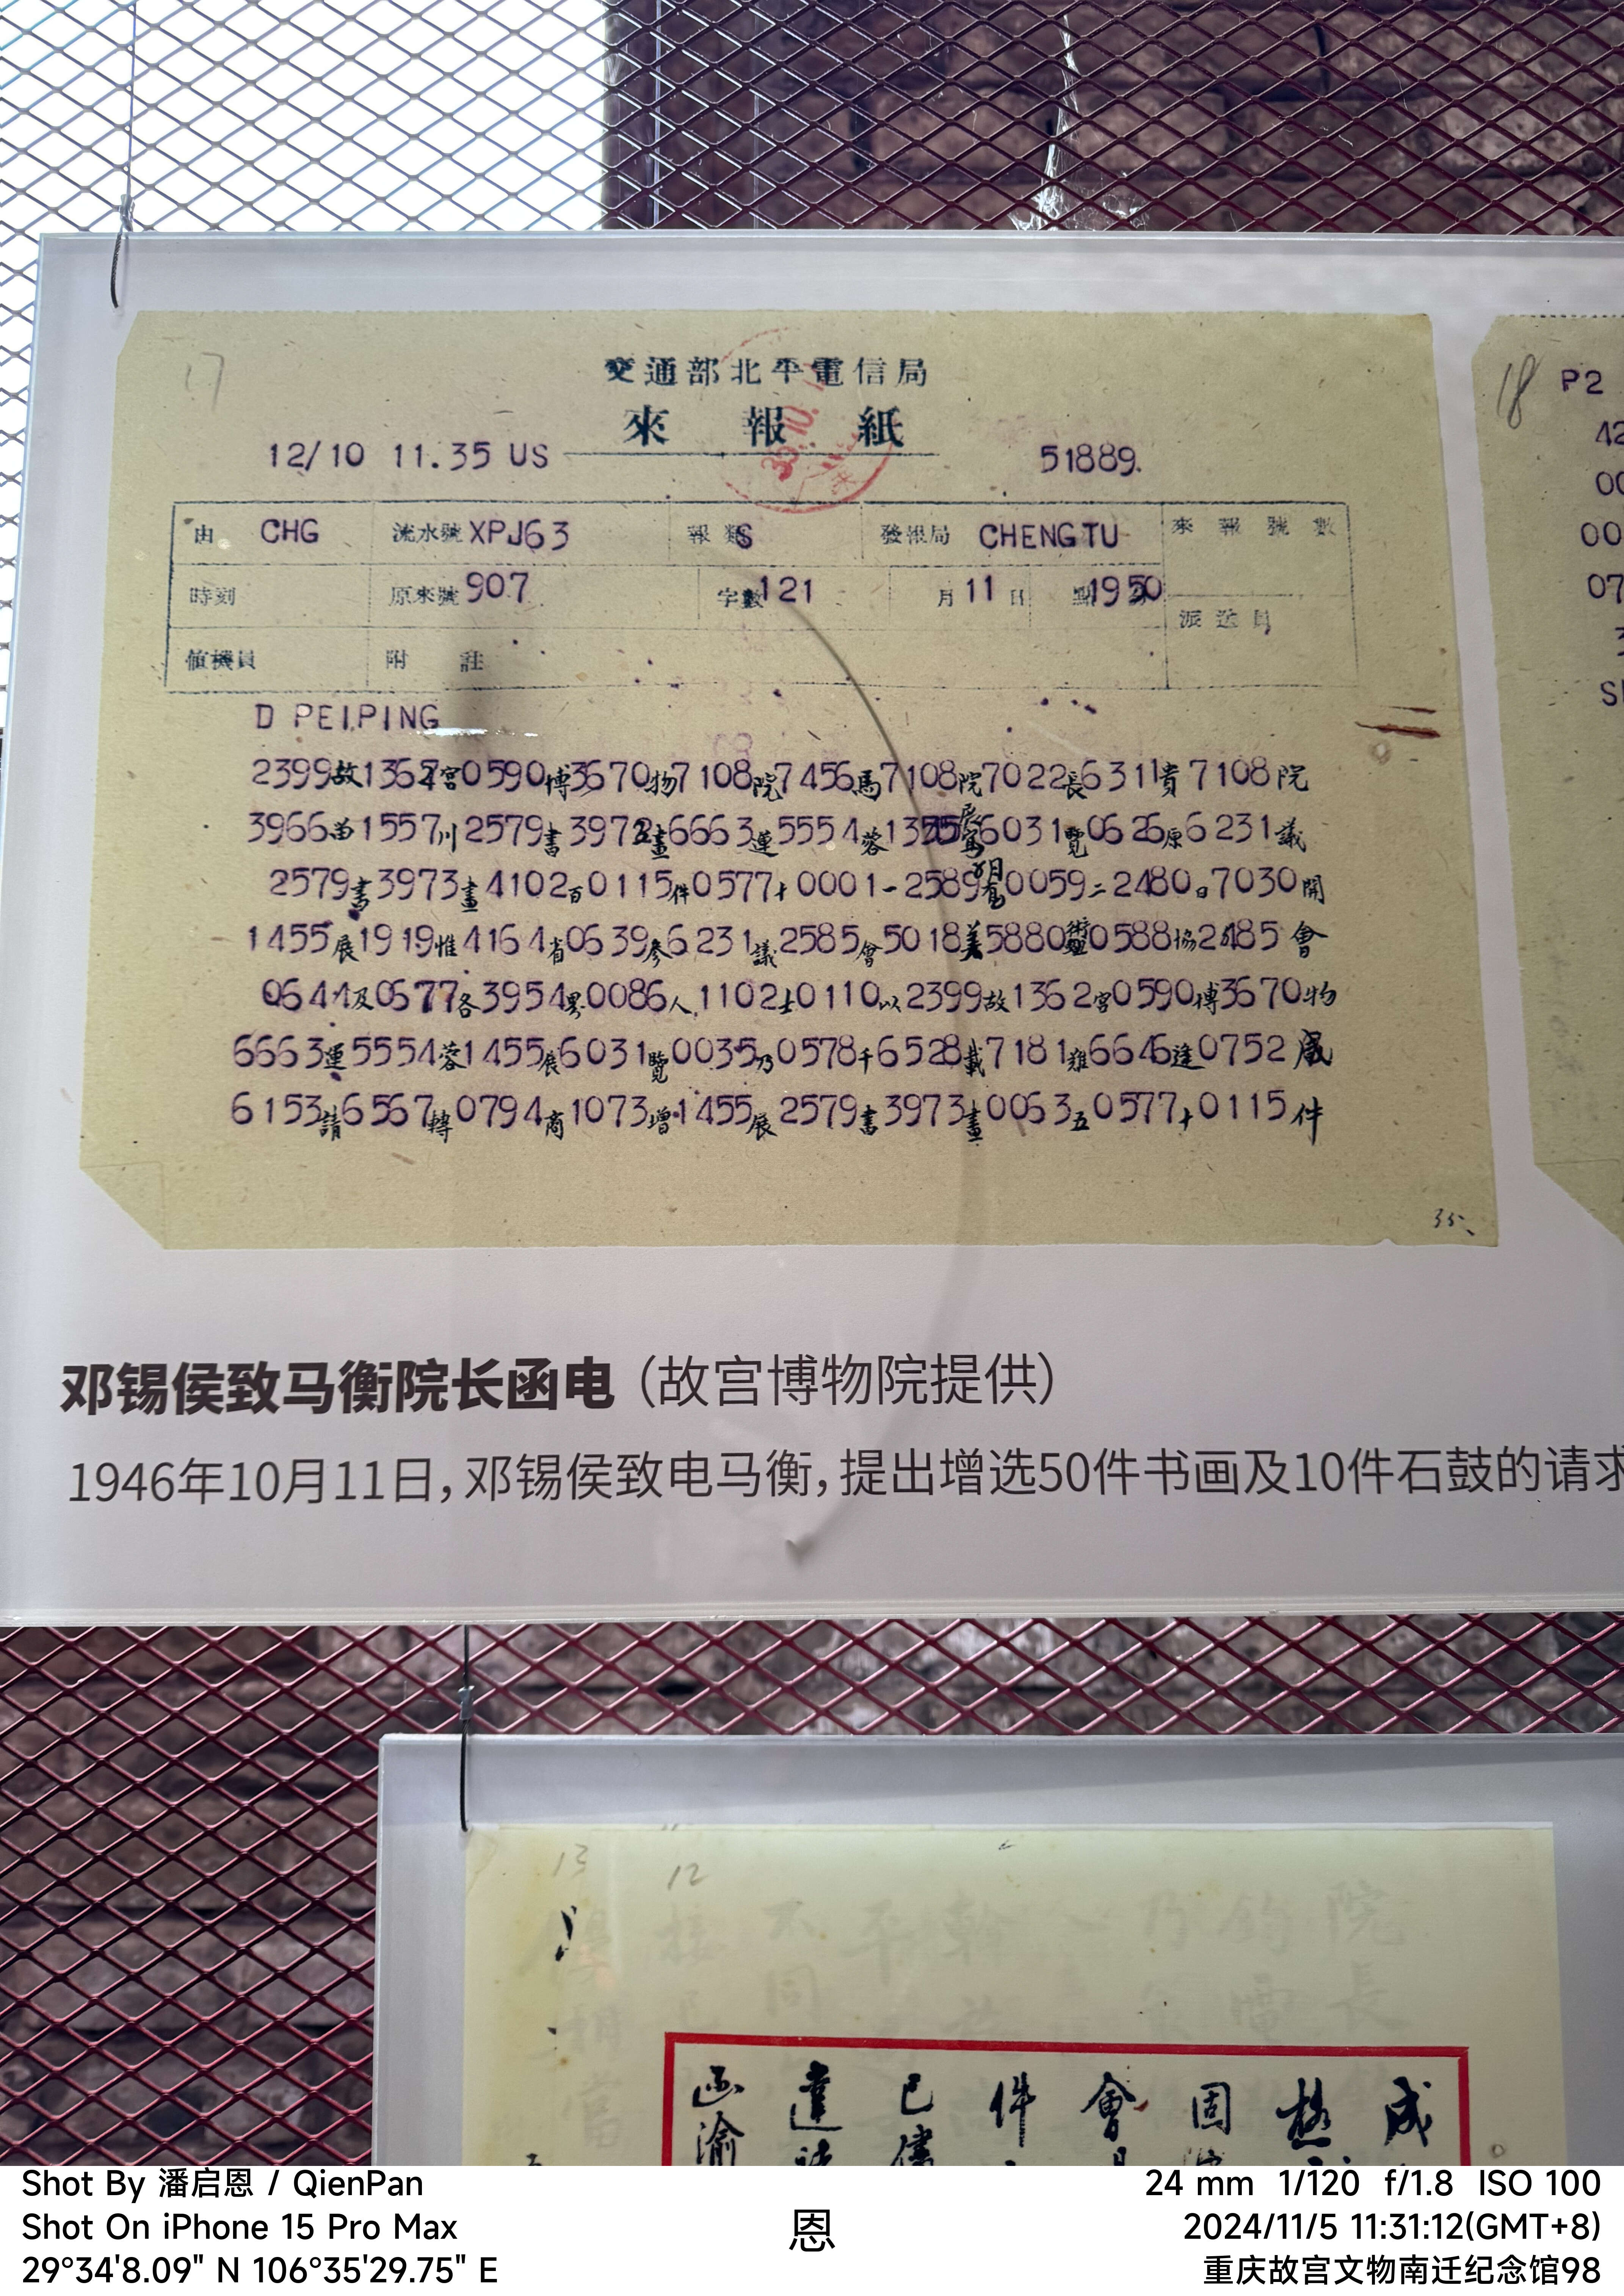 17
交通部北平電信局
來 報 紙
12/10 11.35 US
51889.
由 CHG 流水號 XPJ63 報類 S 發報局 CHENGTU 來報號數
時刻 原來號 907 字數 121 月 11 日 點 1950
派送員
值機員 附註
D PEIPING
2399故1362宮0590博3670物7108院7456馬7108院7022長6311貴7108院
3966苗1557川2579書3973畫6663運5554蓉1355 6031覽0626原6231議
2579書3973畫4102百0115件0577十0001一2589有0059二2480日7030開
1455展1919惟4164省0639參6231議2585會5018美5880 0588協2485會
0644及0677各3954界0086人1102士0110以2399故1362宮0590博3670物
6663運5554蓉1455展6031覽0035乃0578千6528載7181難6646逢0752
6153請6567轉0794商1073增1455展2579書3973畫0063五0577十0115件
35
18 P2
42
00
00
07
邓锡侯致马衡院长函电（故宫博物院提供）
1946年10月11日，邓锡侯致电马衡，提出增选50件书画及10件石鼓的请求
13
12
院長
函渝
達
已
件
會
固
成
Shot By 潘启恩 / QienPan
Shot On iPhone 15 Pro Max
29°34'8.09" N 106°35'29.75" E
恩
24 mm 1/120 f/1.8 ISO 100
2024/11/5 11:31:12(GMT+8)
重庆故宫文物南迁纪念馆98